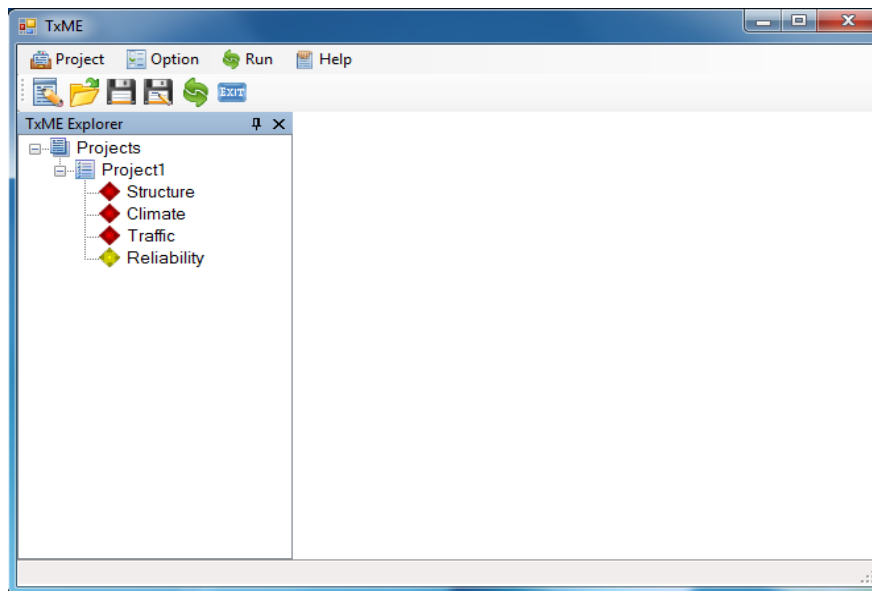 TxME
Project Option Run Help
EXIT
TxME Explorer
Projects
Project1
Structure
Climate
Traffic
Reliability